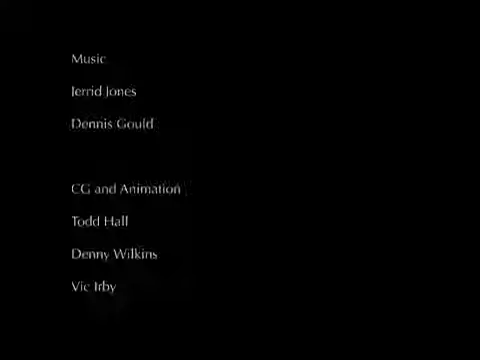 Music
Jerrid Jones
Dennis Gould
CG and Animation
Todd Hall
Denny Wilkins
Vic Irby